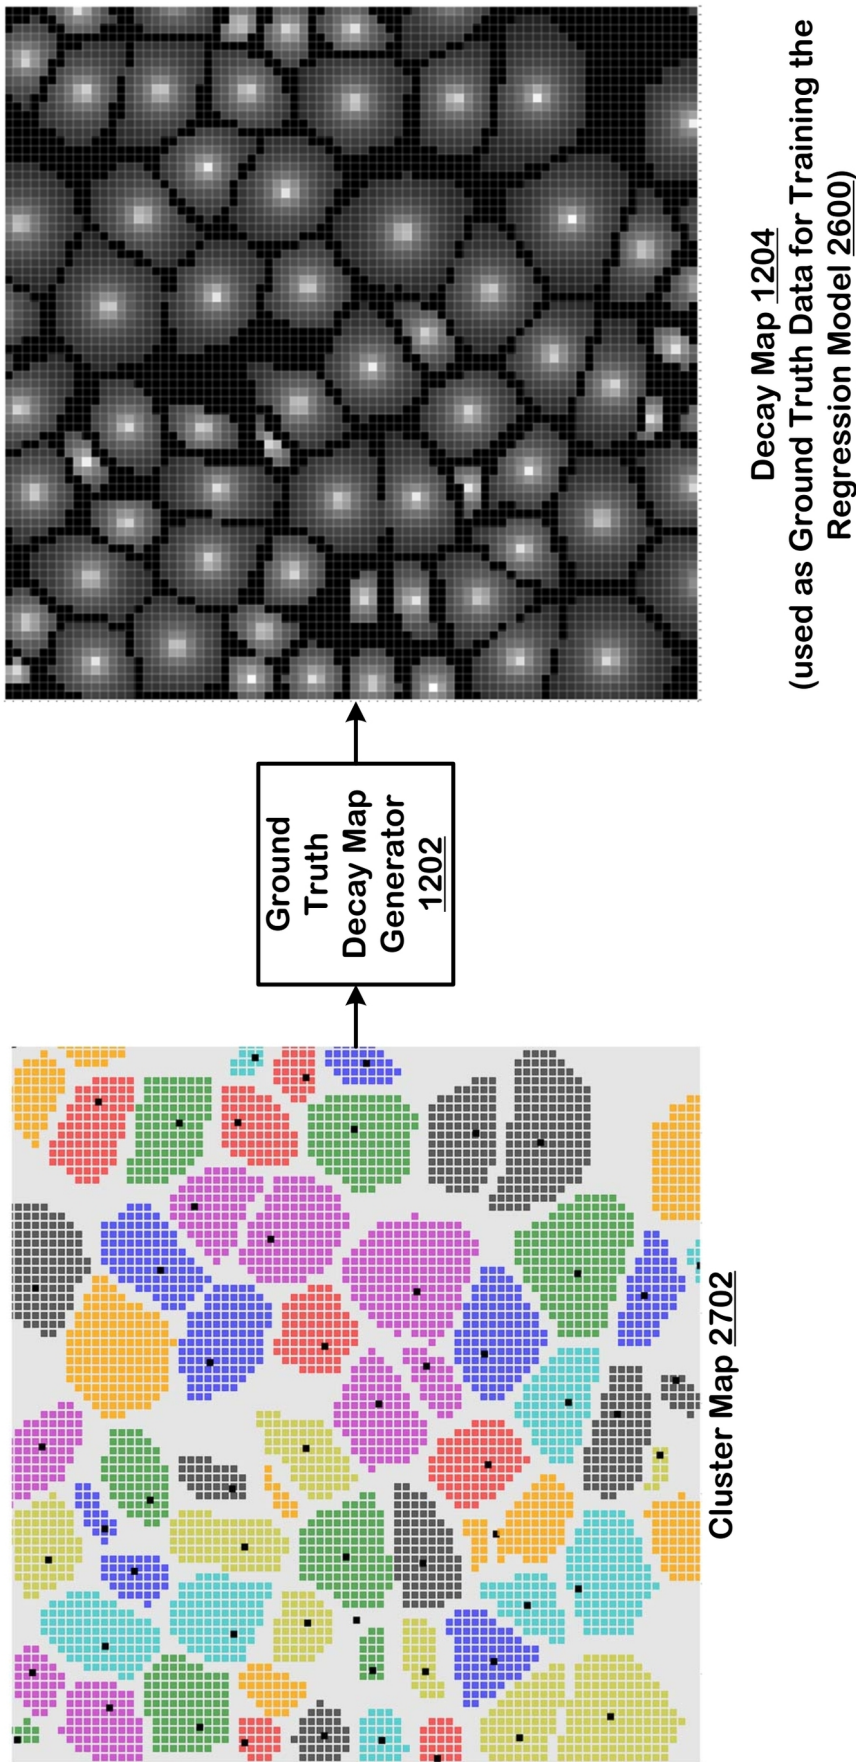 Cluster Map 2702
Ground
Truth
Decay Map
Generator
1202
Decay Map 1204
(used as Ground Truth Data for Training the
Regression Model 2600)